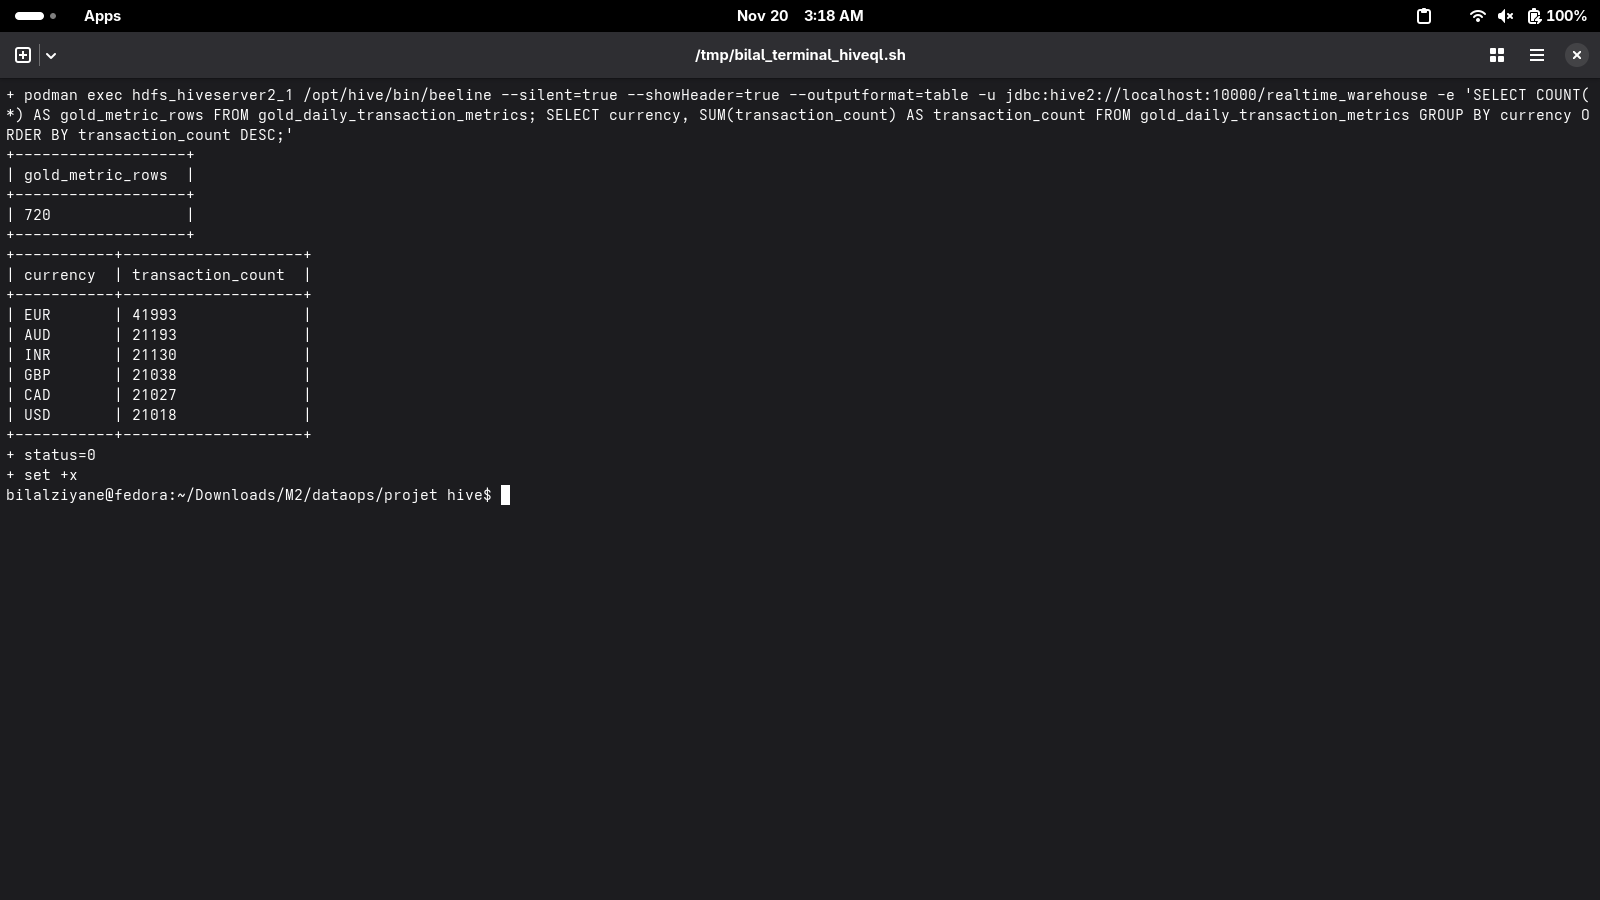 Apps
Nov 20 3:18 AM
100%
/tmp/bilal_terminal_hiveql.sh
+ podman exec hdfs_hiveserver2_1 /opt/hive/bin/beeline --silent=true --showHeader=true --outputformat=table -u jdbc:hive2://localhost:10000/realtime_warehouse -e 'SELECT COUNT(
*) AS gold_metric_rows FROM gold_daily_transaction_metrics; SELECT currency, SUM(transaction_count) AS transaction_count FROM gold_daily_transaction_metrics GROUP BY currency O
RDER BY transaction_count DESC;'
+-------------------+
| gold_metric_rows  |
+-------------------+
| 720               |
+-------------------+
+-----------+--------------------+
| currency  | transaction_count  |
+-----------+--------------------+
| EUR       | 41993              |
| AUD       | 21193              |
| INR       | 21130              |
| GBP       | 21038              |
| CAD       | 21027              |
| USD       | 21018              |
+-----------+--------------------+
+ status=0
+ set +x
bilalziyane@fedora:~/Downloads/M2/dataops/projet hive$